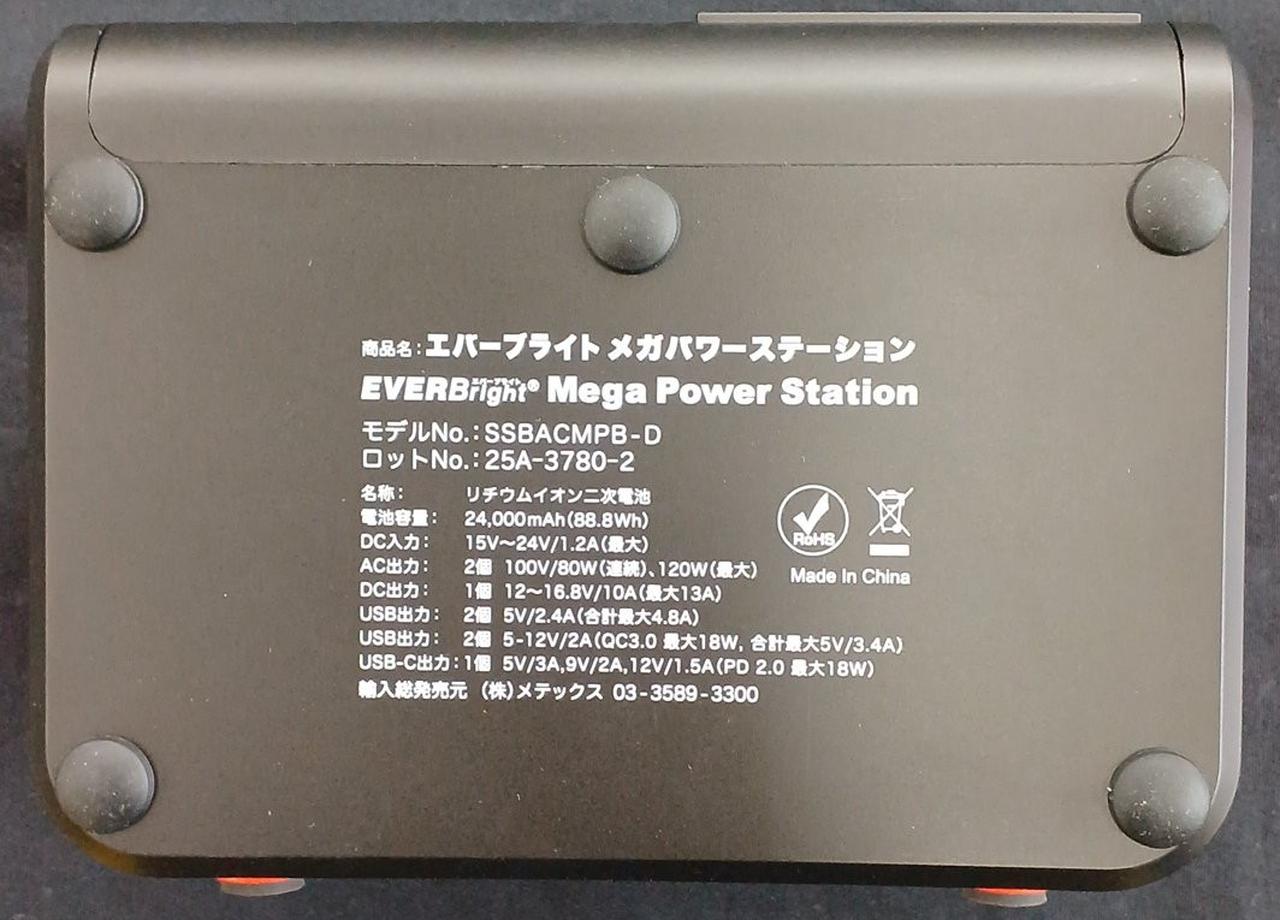 商品名：エバーブライト メガパワーステーション
エバーブライト
EVERBright® Mega Power Station
モデルNo.：SSBACMPB-D
ロットNo.：25A-3780-2
名称： リチウムイオン二次電池
電池容量： 24,000mAh(88.8Wh)
DC入力： 15V～24V/1.2A(最大)
AC出力： 2個 100V/80W(連続)、120W(最大)
DC出力： 1個 12～16.8V/10A(最大13A)
USB出力： 2個 5V/2.4A(合計最大4.8A)
USB出力： 2個 5-12V/2A(QC3.0 最大18W, 合計最大5V/3.4A)
USB-C出力：1個 5V/3A,9V/2A,12V/1.5A(PD 2.0 最大18W)
輸入総発売元 (株)メテックス 03-3589-3300
RoHS
Made In China